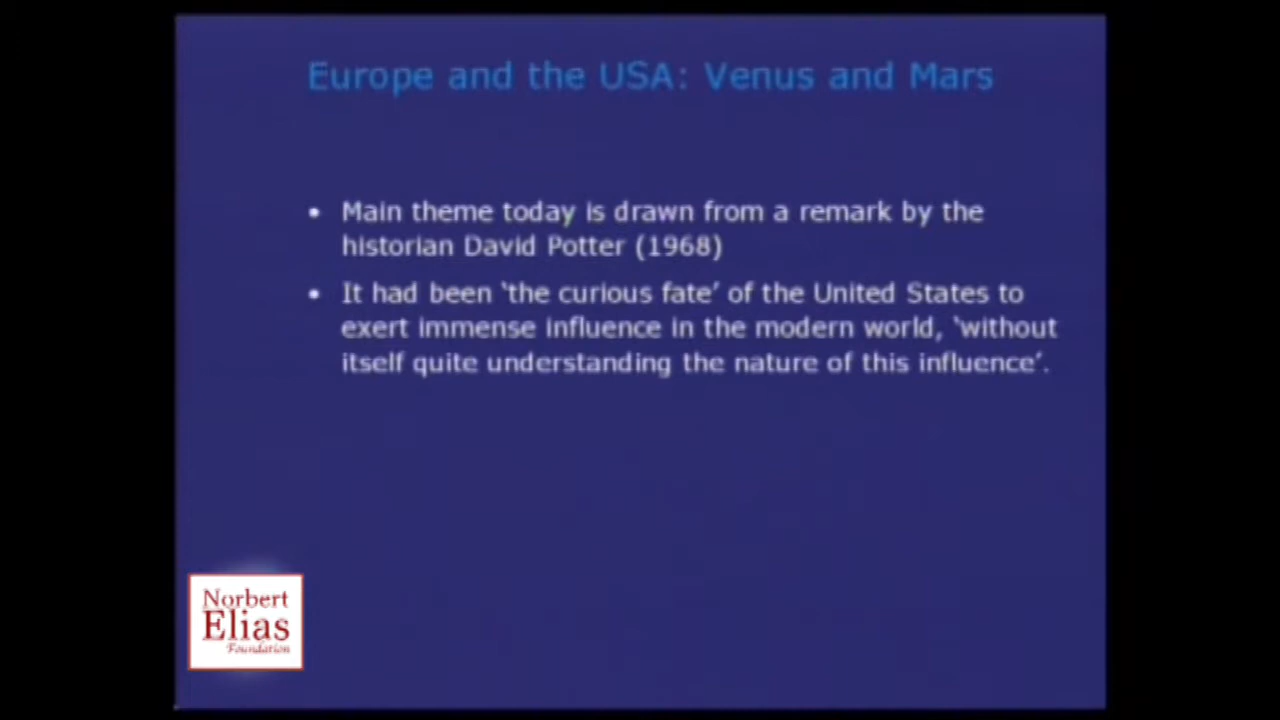 Europe and the USA: Venus and Mars
• Main theme today is drawn from a remark by the
historian David Potter (1968)
• It had been ‘the curious fate’ of the United States to
exert immense influence in the modern world, ‘without
itself quite understanding the nature of this influence’.
Norbert
Elias
Foundation